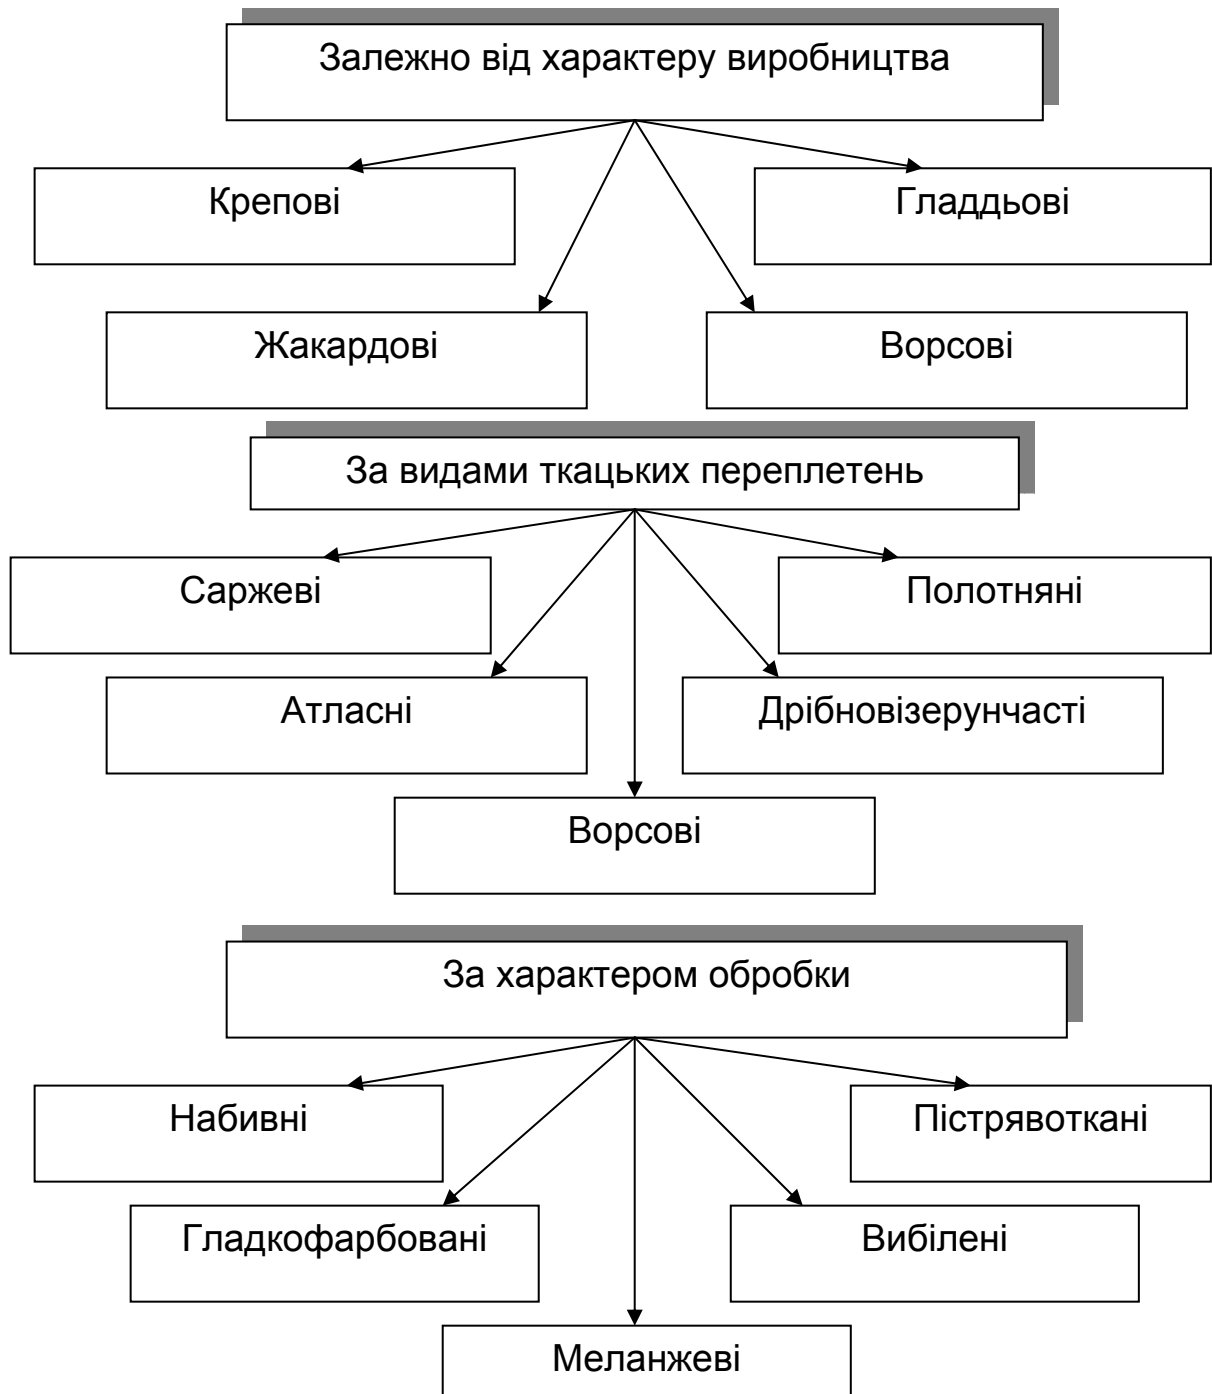 Залежно від характеру виробництва
Крепові
Гладдьові
Жакардові
Ворсові
За видами ткацьких переплетень
Саржеві
Полотняні
Атласні
Дрібновізерунчасті
Ворсові
За характером обробки
Набивні
Пістрявоткані
Гладкофарбовані
Вибілені
Меланжеві